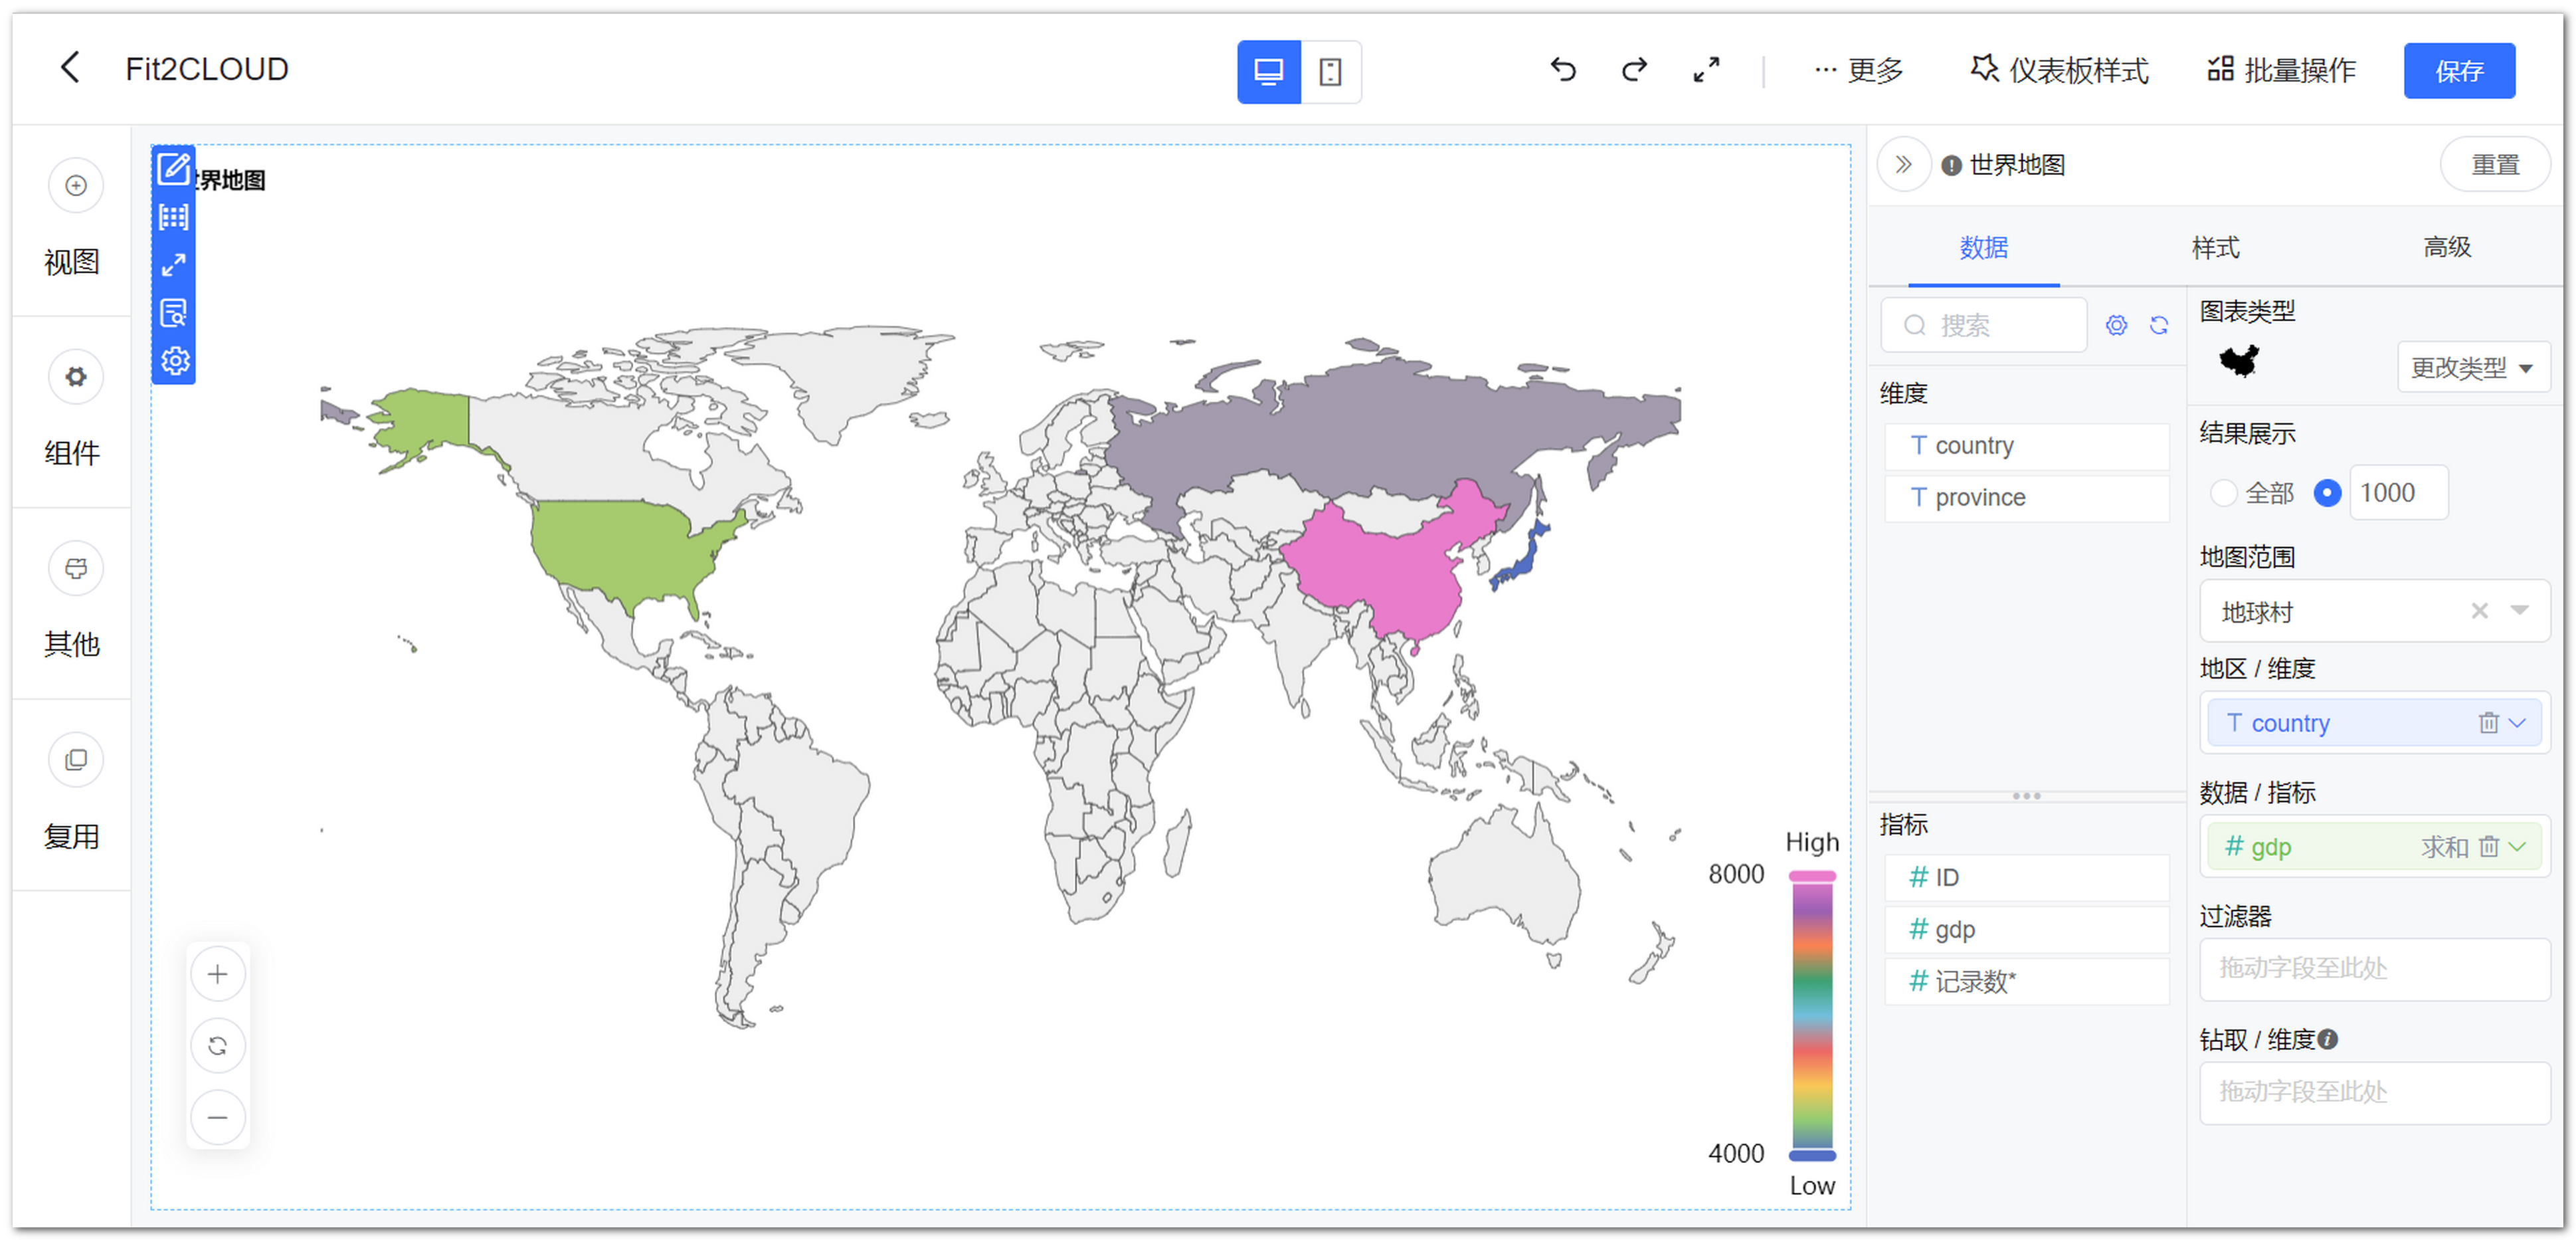 Fit2CLOUD
··· 更多
仪表板样式
批量操作
保存
视图
组件
其他
复用
界地图
High
8000
4000
Low
世界地图
重置
数据
样式
高级
搜索
维度
T country
T province
指标
# ID
# gdp
# 记录数*
图表类型
更改类型
结果展示
全部
1000
地图范围
地球村
地区 / 维度
T country
数据 / 指标
# gdp 求和
过滤器
拖动字段至此处
钻取 / 维度
拖动字段至此处